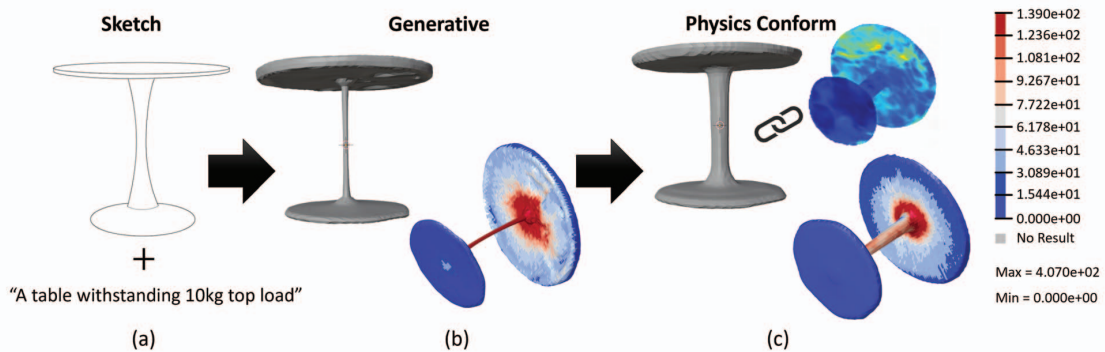 Sketch
Generative
Physics Conform
+
“A table withstanding 10kg top load”
(a)
(b)
(c)
1.390e+02
1.236e+02
1.081e+02
9.267e+01
7.722e+01
6.178e+01
4.633e+01
3.089e+01
1.544e+01
0.000e+00
No Result
Max = 4.070e+02
Min = 0.000e+00